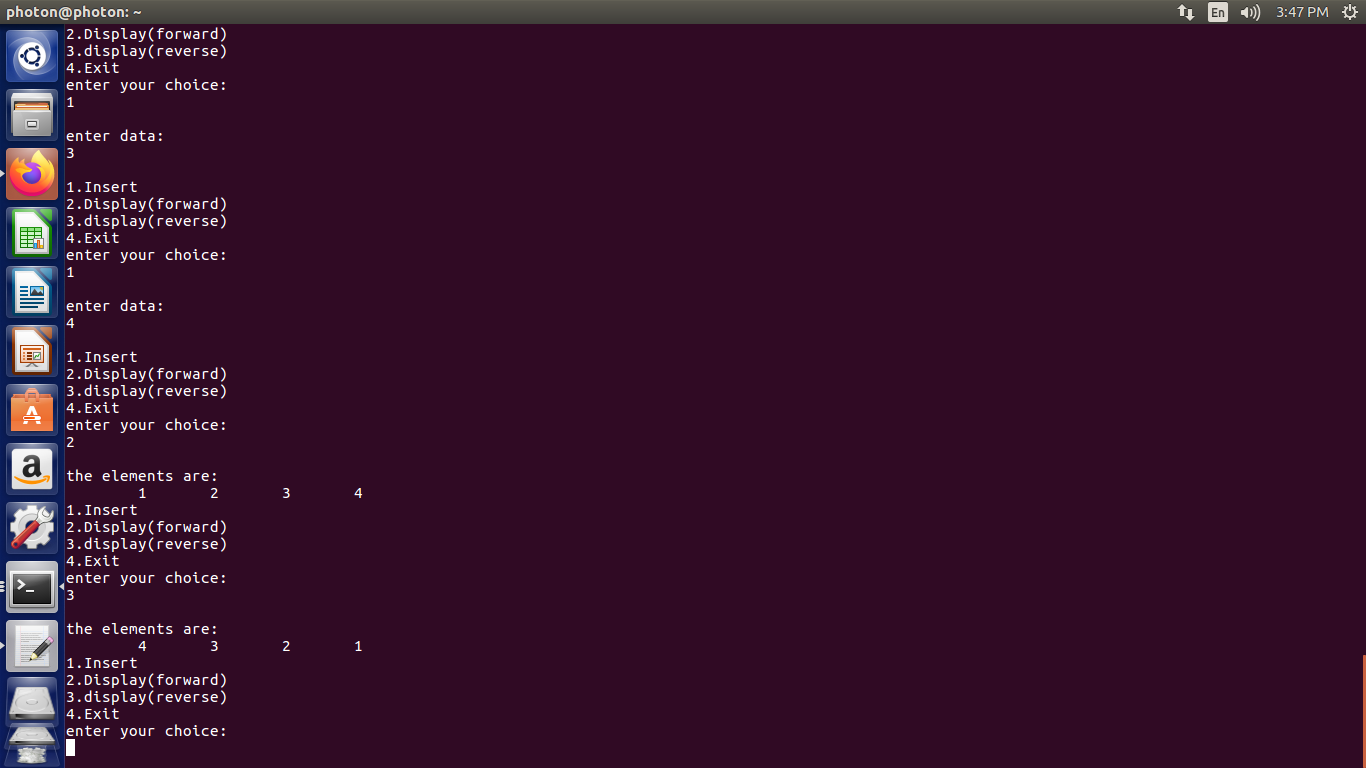 photon@photon: ~
En
3:47 PM
2.Display(forward)
3.display(reverse)
4.Exit
enter your choice:
1
enter data:
3
1.Insert
2.Display(forward)
3.display(reverse)
4.Exit
enter your choice:
1
enter data:
4
1.Insert
2.Display(forward)
3.display(reverse)
4.Exit
enter your choice:
2
the elements are:
1 2 3 4
1.Insert
2.Display(forward)
3.display(reverse)
4.Exit
enter your choice:
3
the elements are:
4 3 2 1
1.Insert
2.Display(forward)
3.display(reverse)
4.Exit
enter your choice: